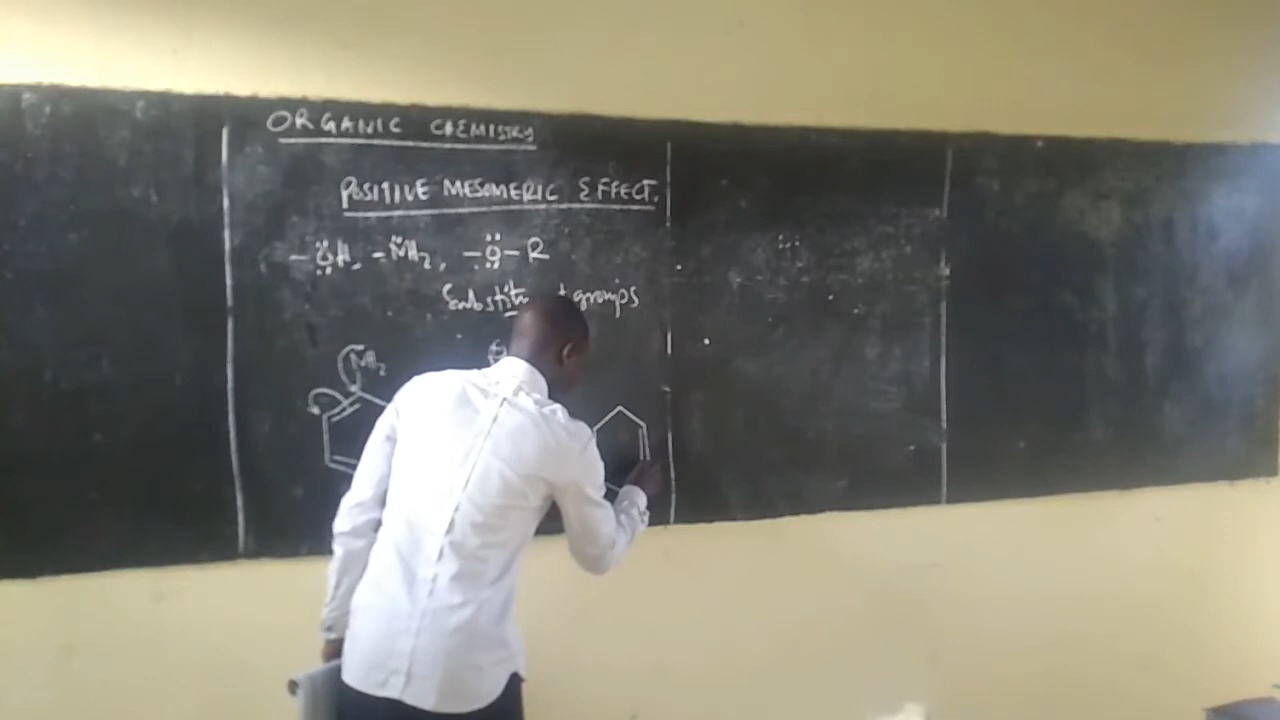 ORGANIC CHEMISTRY
POSITIVE MESOMERIC EFFECT.
-ÖH, -N̈H₂, -Ö-R
groups
NH₂